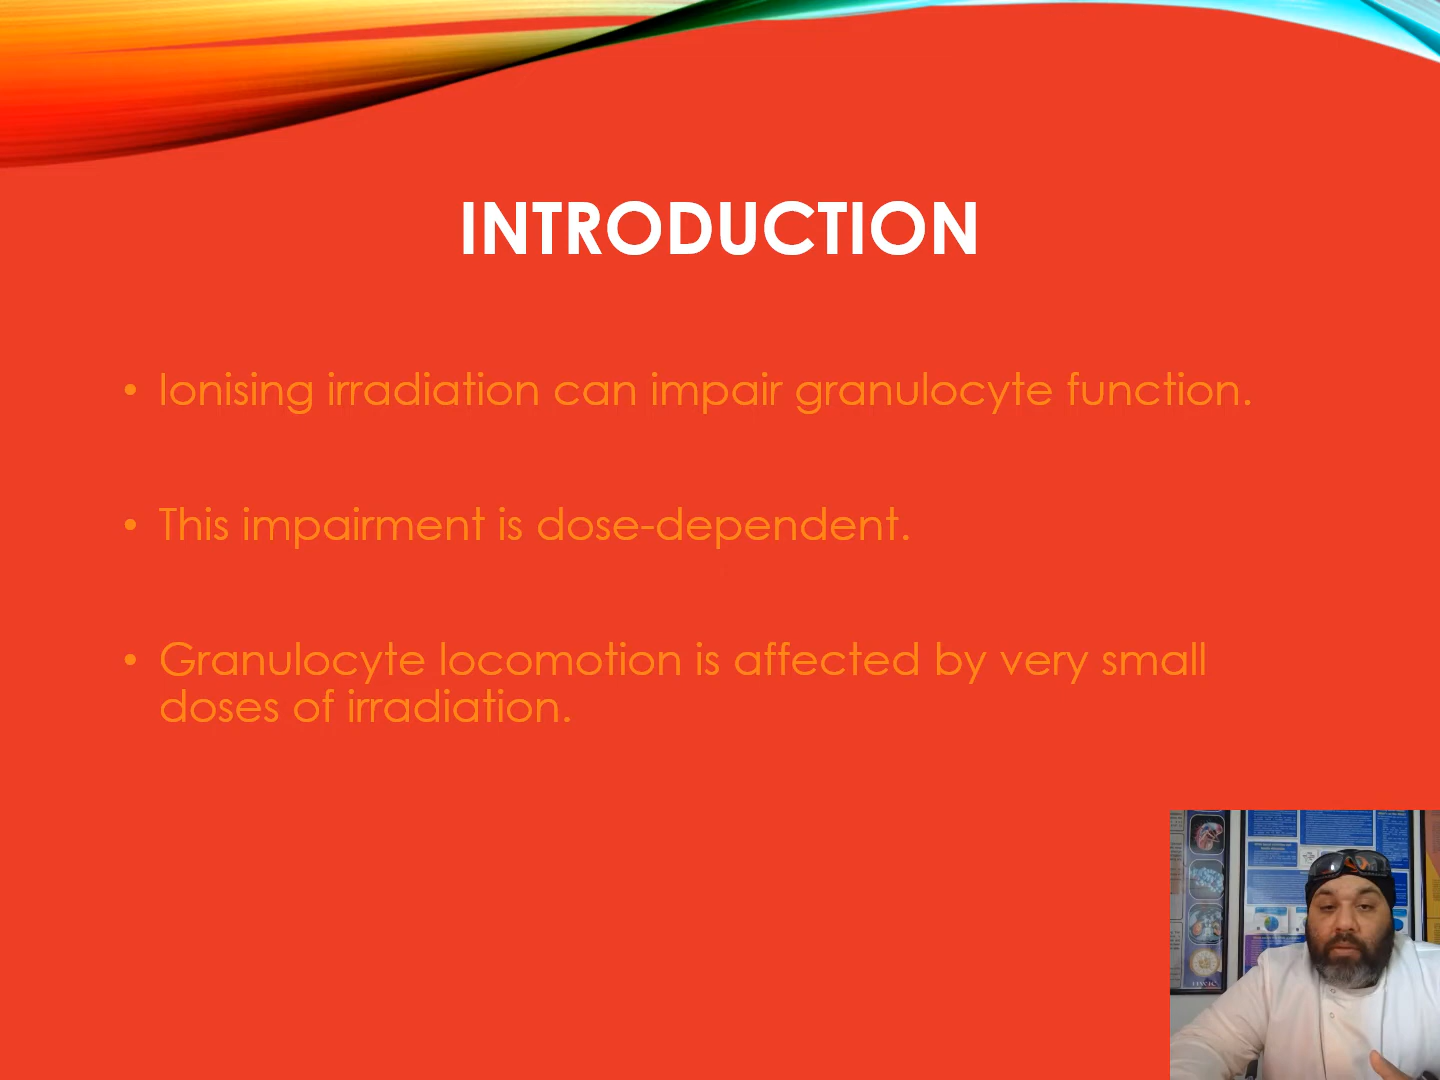 INTRODUCTION
• Ionising irradiation can impair granulocyte function.
• This impairment is dose-dependent.
• Granulocyte locomotion is affected by very small
doses of irradiation.